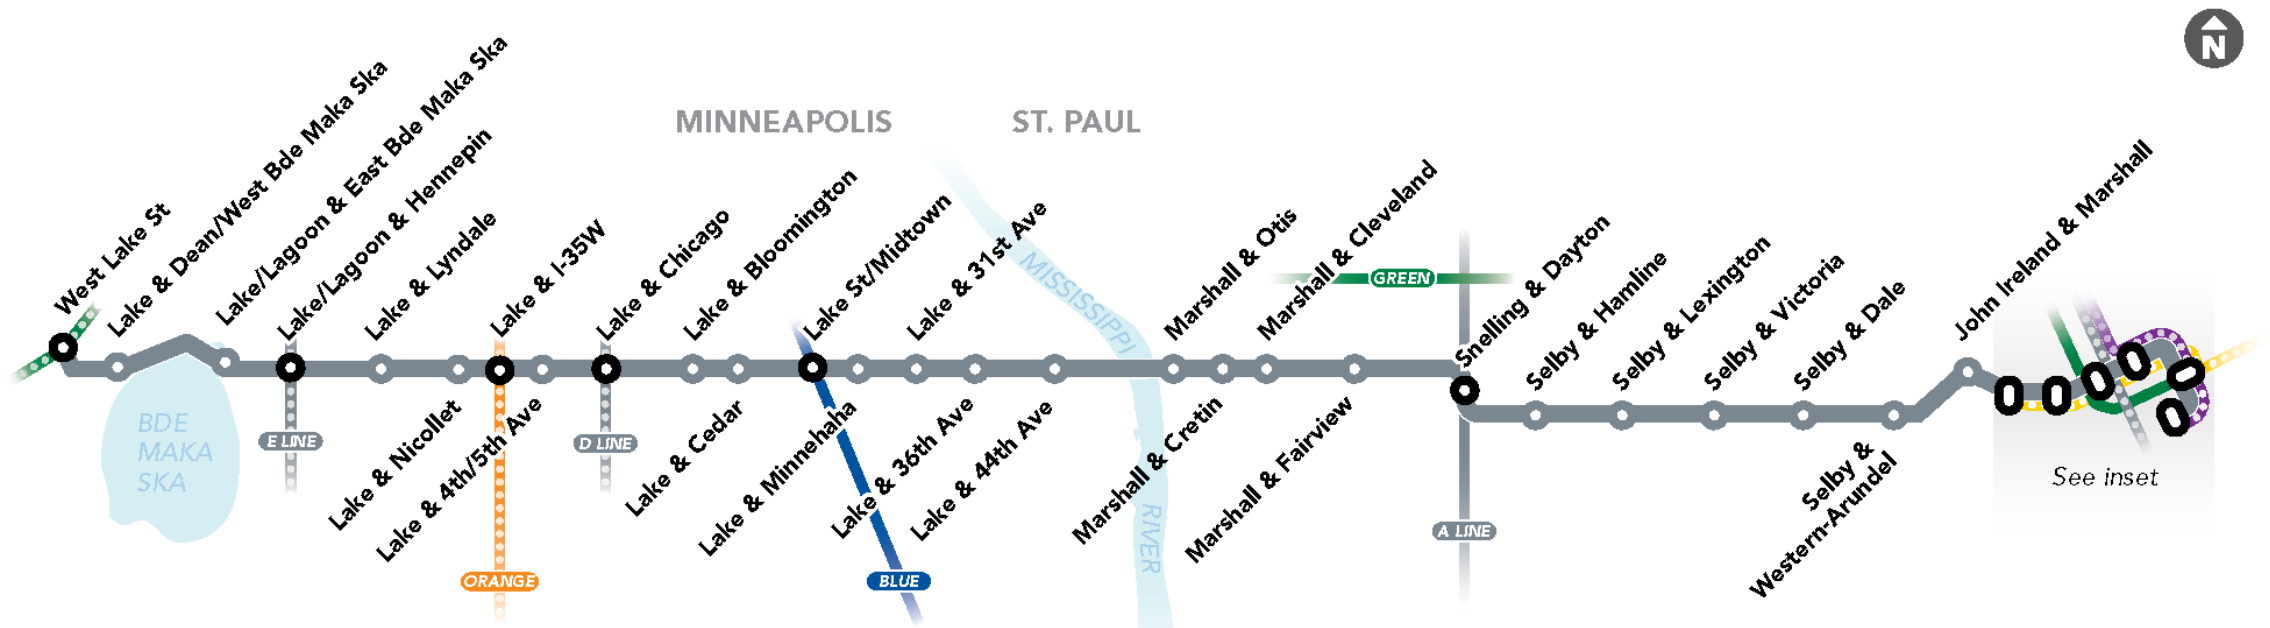 N
MINNEAPOLIS
ST. PAUL
West Lake St
Lake & Dean/West Bde Maka Ska
Lake/Lagoon & East Bde Maka Ska
Lake/Lagoon & Hennepin
Lake & Lyndale
Lake & I-35W
Lake & Chicago
Lake & Bloomington
Lake St/Midtown
Lake & 31st Ave
Marshall & Otis
Marshall & Cleveland
Snelling & Dayton
Selby & Hamline
Selby & Lexington
Selby & Victoria
Selby & Dale
John Ireland & Marshall
MISSISSIPPI
RIVER
GREEN
BDE
MAKA
SKA
E LINE
Lake & Nicollet
Lake & 4th/5th Ave
ORANGE
D LINE
Lake & Cedar
Lake & Minnehaha
BLUE
Lake & 36th Ave
Lake & 44th Ave
Marshall & Cretin
Marshall & Fairview
A LINE
Selby &
Western-Arundel
See inset